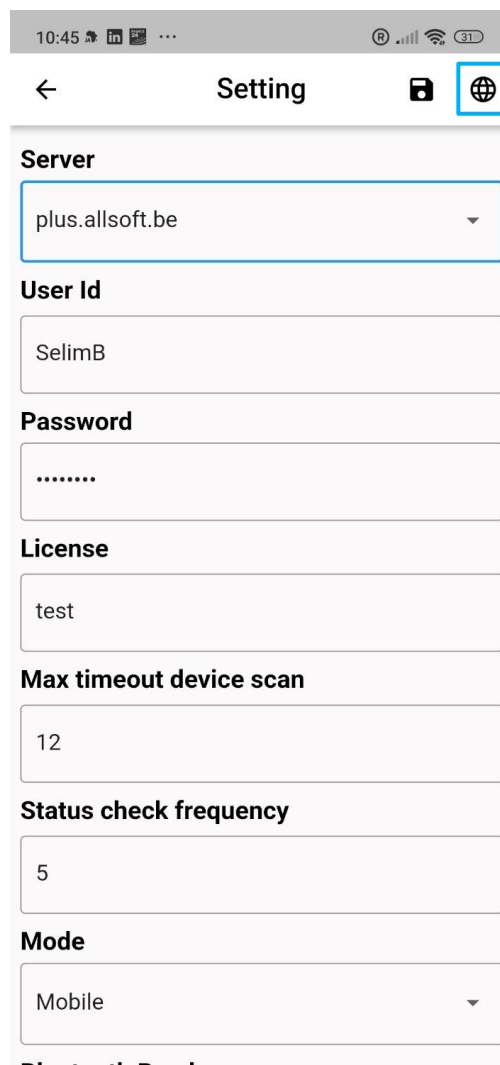 10:45
31
Setting
Server
plus.allsoft.be
User Id
SelimB
Password
••••••••
License
test
Max timeout device scan
12
Status check frequency
5
Mode
Mobile